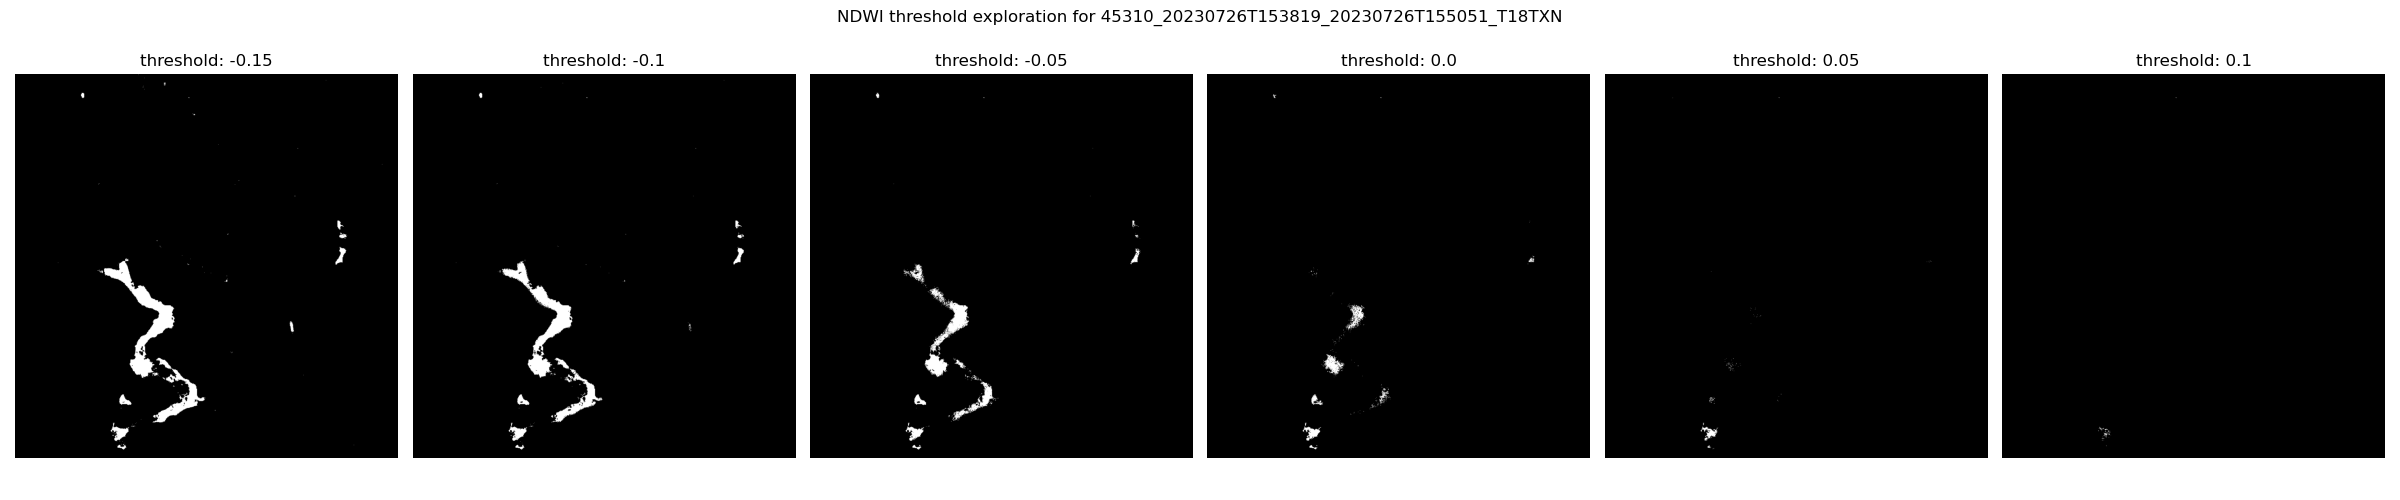 NDWI threshold exploration for 45310_20230726T153819_20230726T155051_T18TXN
threshold: -0.15
threshold: -0.1
threshold: -0.05
threshold: 0.0
threshold: 0.05
threshold: 0.1